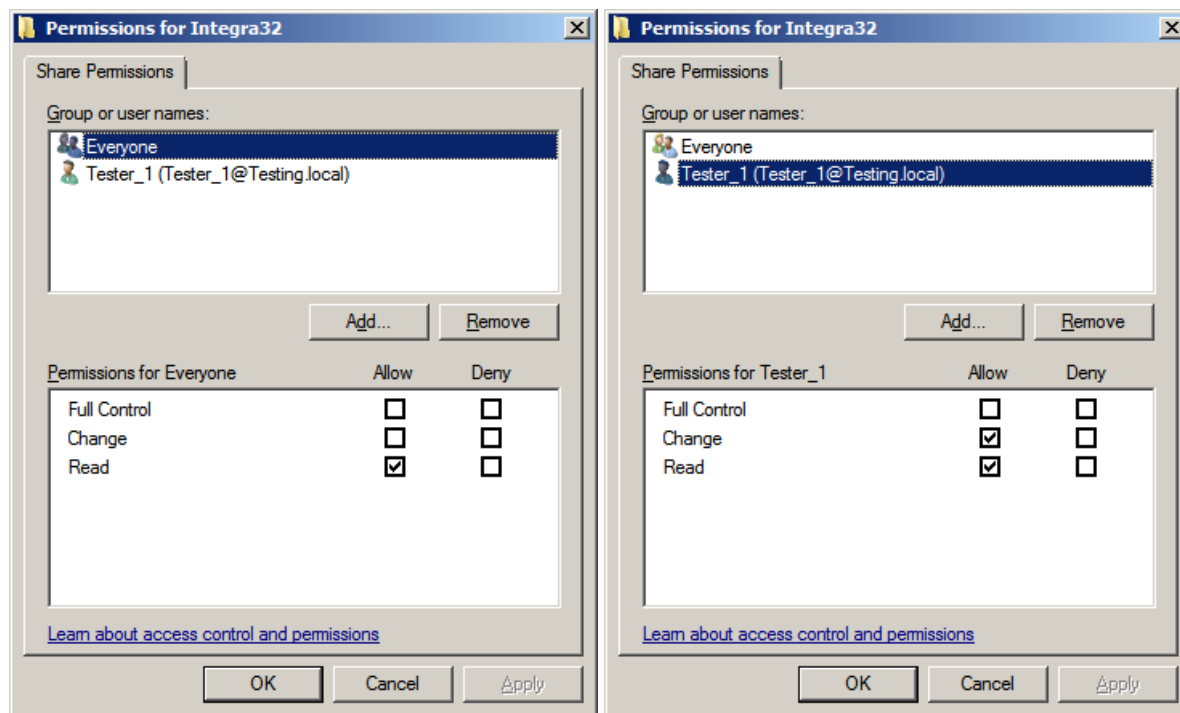 Permissions for Integra32
Share Permissions
Group or user names:
Everyone
Tester_1 (Tester_1@Testing.local)
Add...
Remove
Permissions for Everyone Allow Deny
Full Control
Change
Read
Learn about access control and permissions
OK Cancel Apply
Permissions for Integra32
Share Permissions
Group or user names:
Everyone
Tester_1 (Tester_1@Testing.local)
Add...
Remove
Permissions for Tester_1 Allow Deny
Full Control
Change
Read
Learn about access control and permissions
OK Cancel Apply